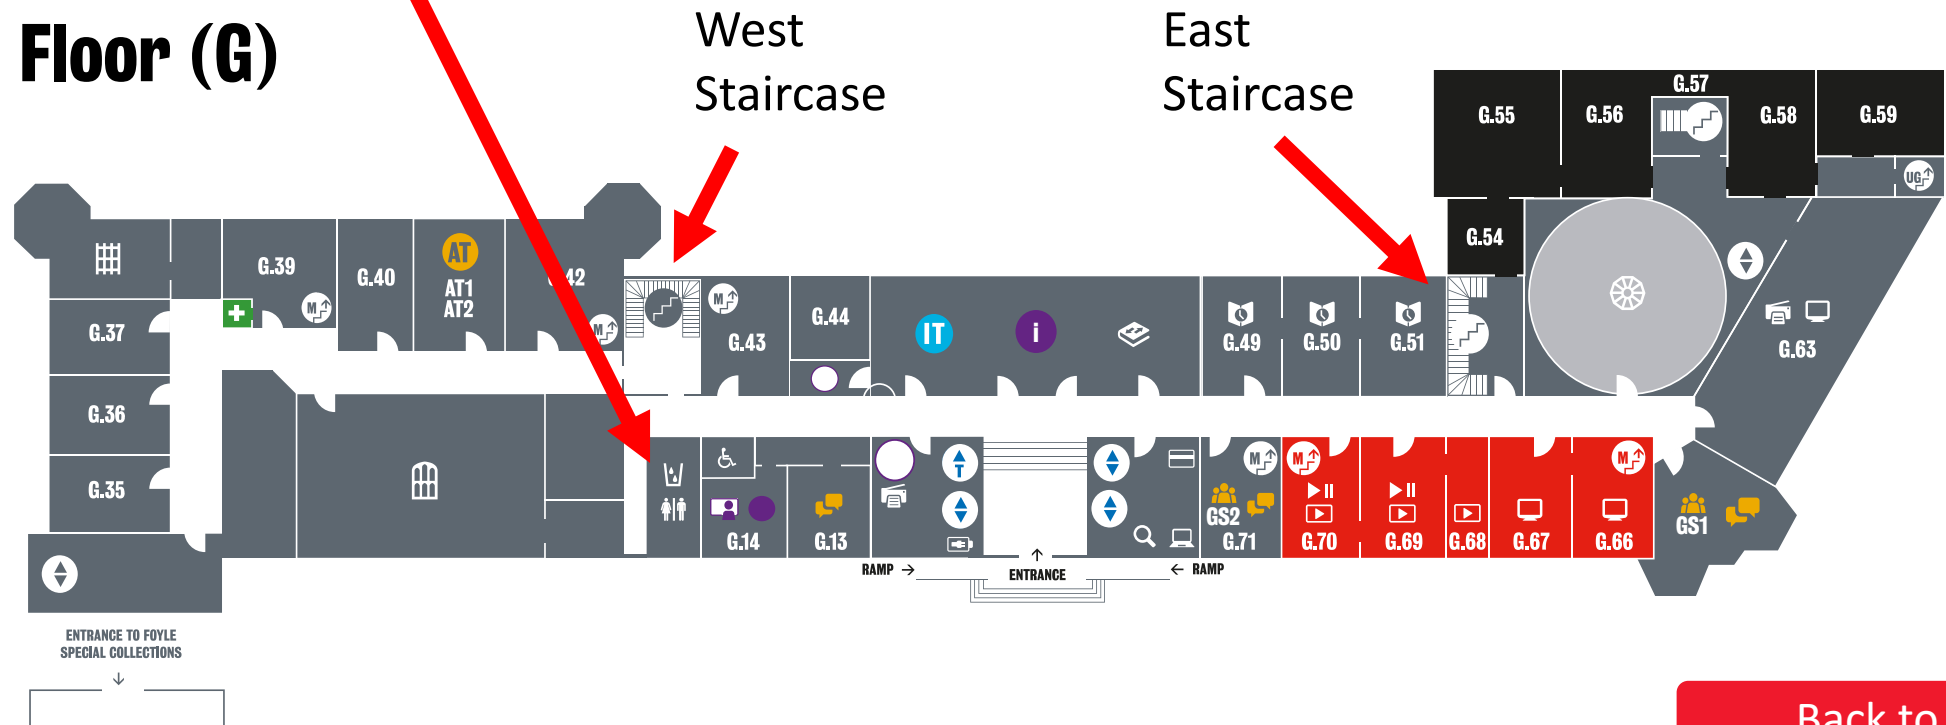 Floor (G)
West
Staircase
East
Staircase
G.57
G.55
G.56
G.58
G.59
UG
G.54
G.39
G.40
AT
AT1
AT2
G.42
M
M
M
G.43
G.44
IT
i
G.49
G.50
G.51
G.63
G.37
G.36
G.35
G.14
G.13
T
M
GS2
G.71
M
G.70
G.69
G.68
G.67
M
G.66
GS1
RAMP
ENTRANCE
RAMP
ENTRANCE TO FOYLE
SPECIAL COLLECTIONS
Back to